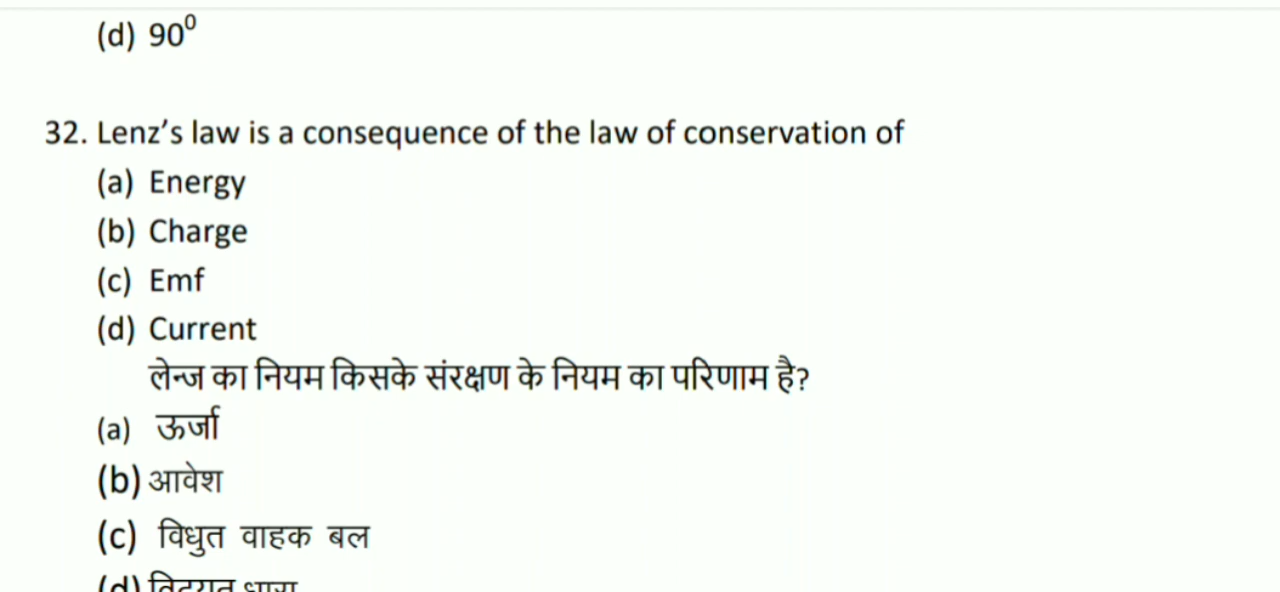 (d) 90⁰
32. Lenz’s law is a consequence of the law of conservation of
(a) Energy
(b) Charge
(c) Emf
(d) Current
लेन्ज का नियम किसके संरक्षण के नियम का परिणाम है?
(a) ऊर्जा
(b) आवेश
(c) विधुत वाहक बल
(d)